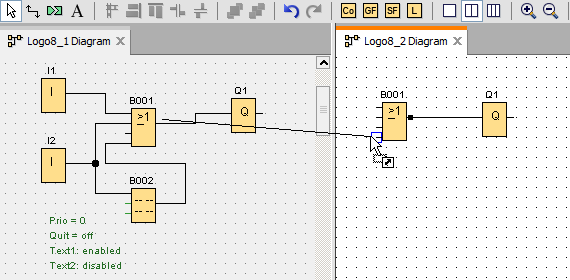 A Co GF SF L
Logo8_1 Diagram
Logo8_2 Diagram
I1
I
B001
>1
Q1
Q
I2
I
B002
Prio = 0
Quit = off
Text1: enabled
Text2: disabled
B001
>1
Q1
Q